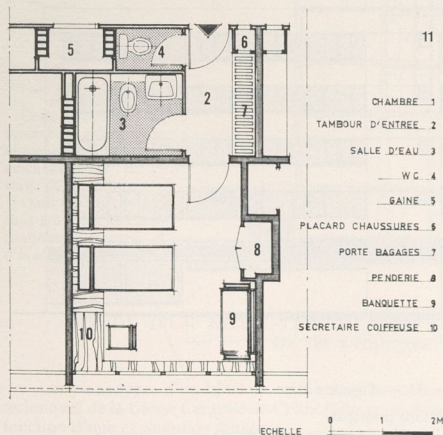 11
5
4
6
2
7
3
8
9
10
CHAMBRE 1
TAMBOUR D'ENTREE 2
SALLE D'EAU 3
WC 4
GAINE 5
PLACARD CHAUSSURES 6
PORTE BAGAGES 7
PENDERIE 8
BANQUETTE 9
SECRETAIRE COIFFEUSE 10
ECHELLE 0 1 2M